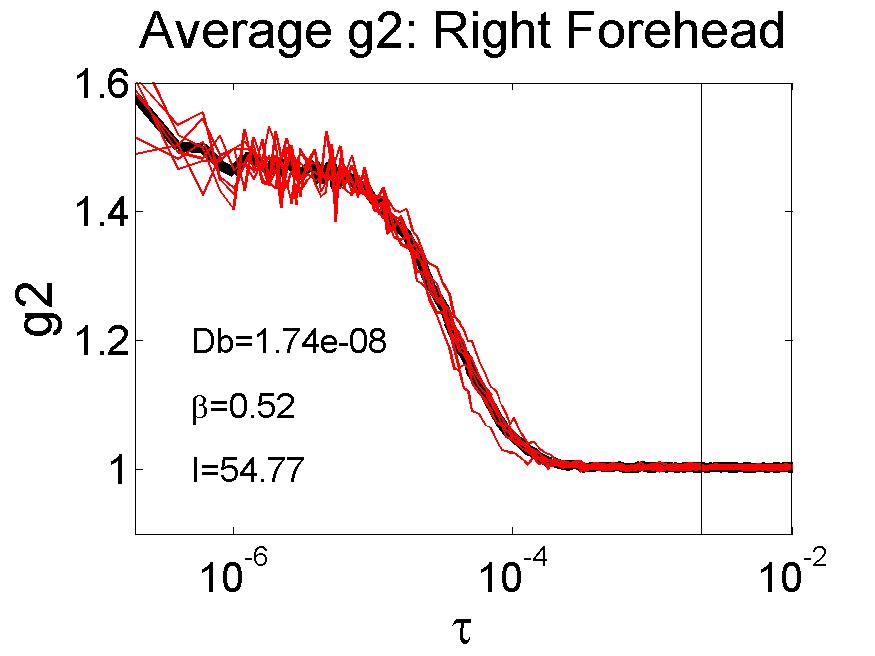 Average g2: Right Forehead
1.6
1.4
1.2
1
g2
Db=1.74e-08
β=0.52
I=54.77
10^-6
10^-4
10^-2
τ